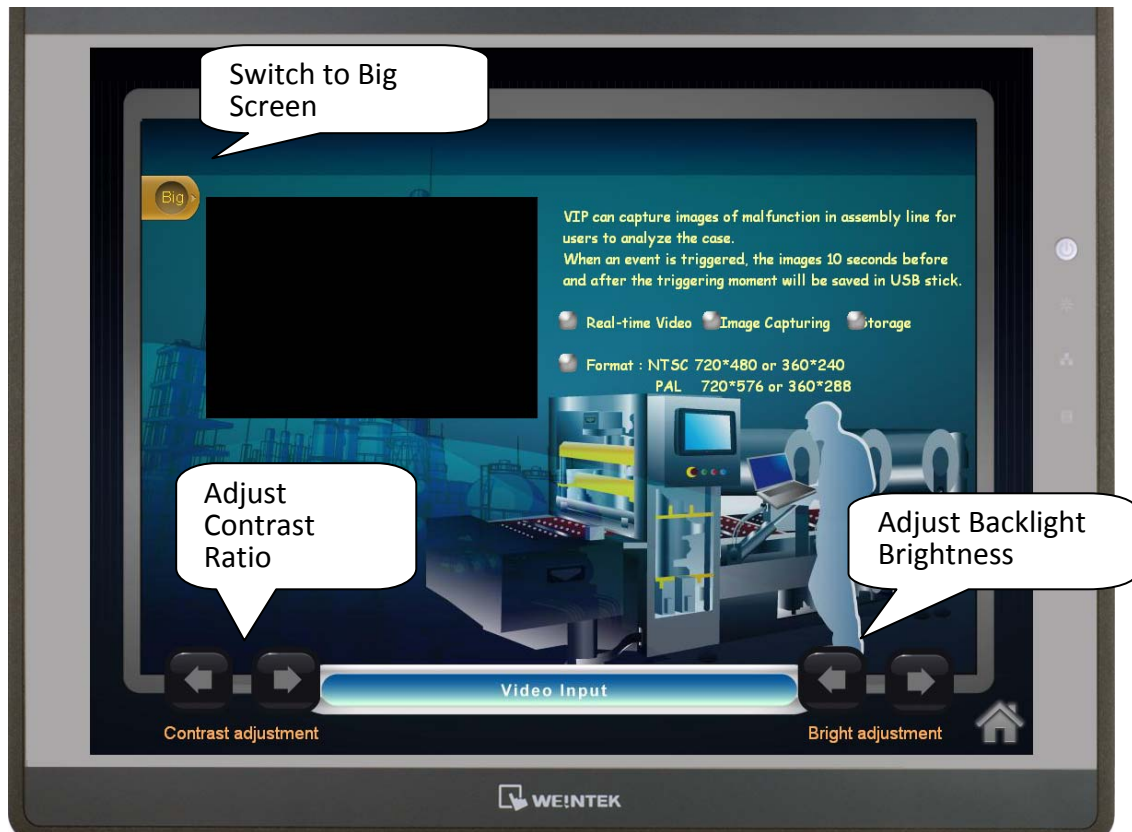 Switch to Big
Screen
Big
VIP can capture images of malfunction in assembly line for
users to analyze the case.
When an event is triggered, the images 10 seconds before
and after the triggering moment will be saved in USB stick.
Real-time Video Image Capturing Storage
Format : NTSC 720*480 or 360*240
PAL 720*576 or 360*288
Adjust
Contrast
Ratio
Adjust Backlight
Brightness
Video Input
Contrast adjustment
Bright adjustment
WEINTEK